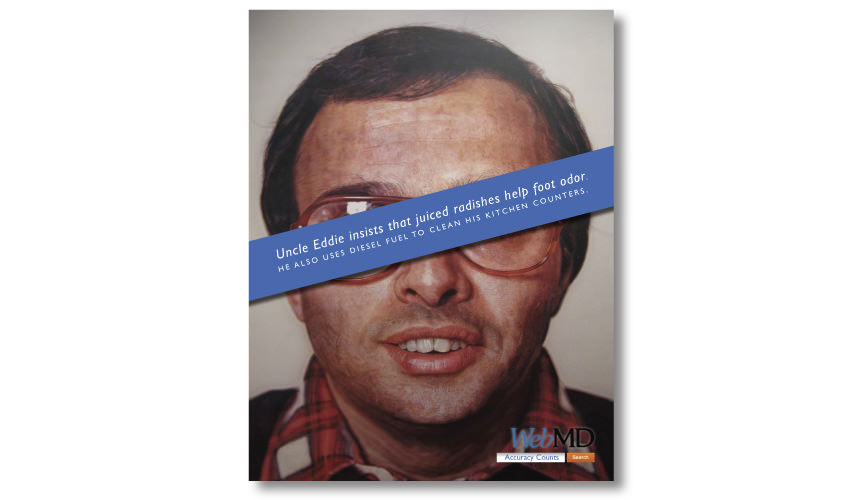 Uncle Eddie insists that juiced radishes help foot odor.
HE ALSO USES DIESEL FUEL TO CLEAN HIS KITCHEN COUNTERS.
WebMD
Accuracy Counts Search